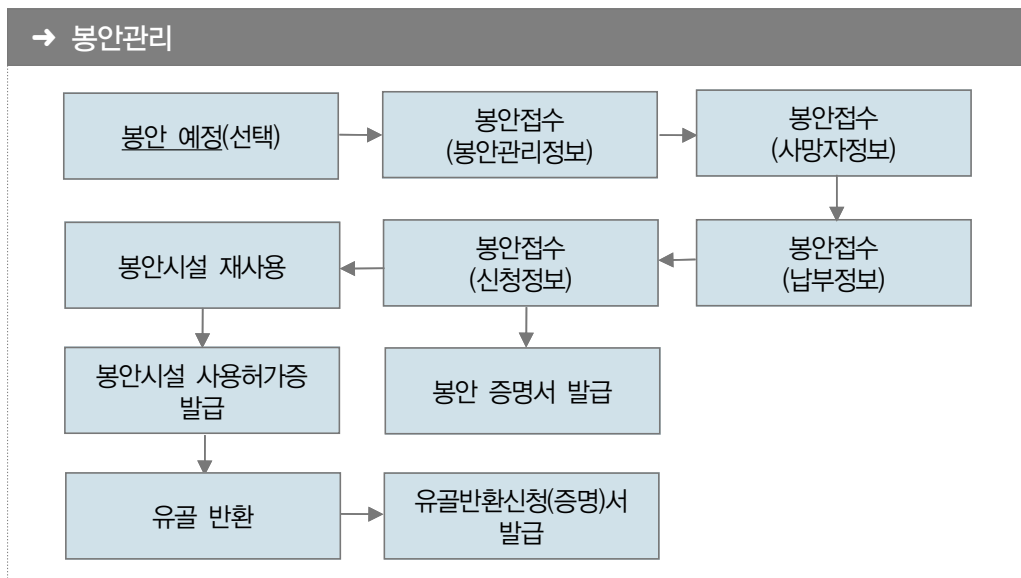 ➔ 봉안관리
봉안 예정(선택)
봉안접수
(봉안관리정보)
봉안접수
(사망자정보)
봉안접수
(납부정보)
봉안접수
(신청정보)
봉안시설 재사용
봉안시설 사용허가증
발급
봉안 증명서 발급
유골 반환
유골반환신청(증명)서
발급